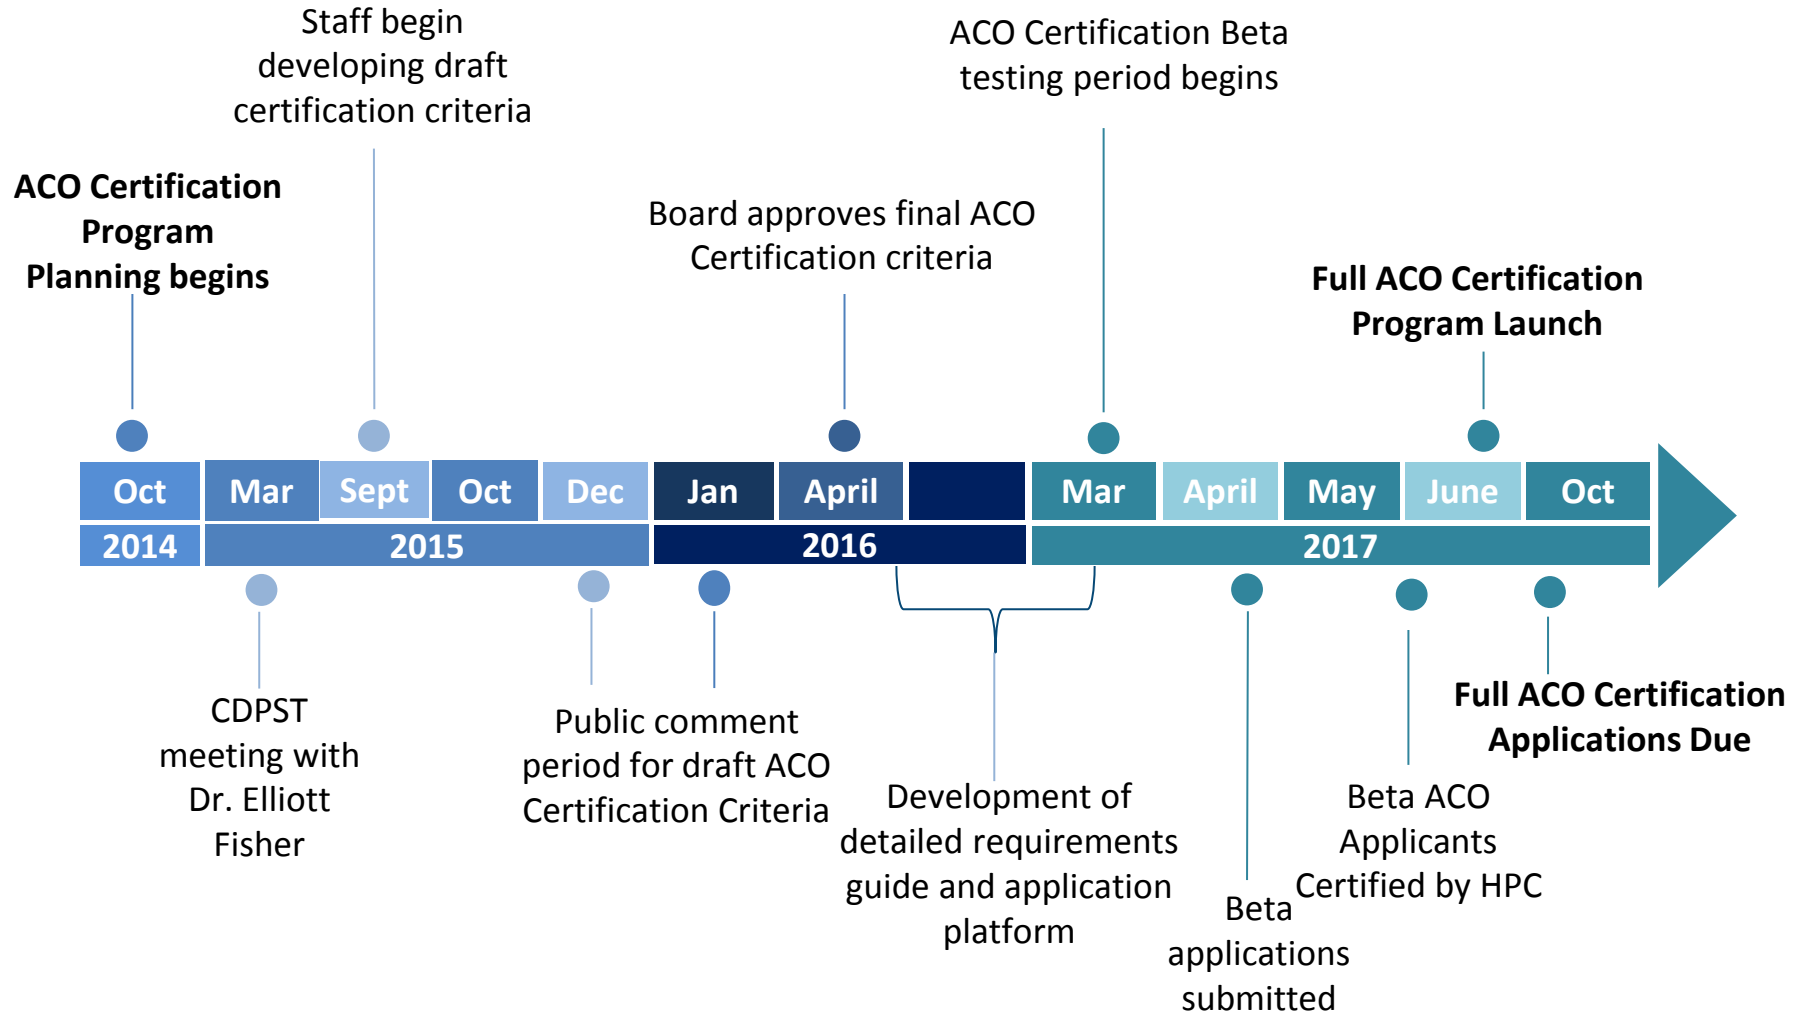 Staff begin
developing draft
certification criteria
ACO Certification Beta
testing period begins
ACO Certification
Program
Planning begins
Board approves final ACO
Certification criteria
Full ACO Certification
Program Launch
Oct
Mar
Sept
Oct
Dec
Jan
April
Mar
April
May
June
Oct
2014
2015
2016
2017
CDPST
meeting with
Dr. Elliott
Fisher
Public comment
period for draft ACO
Certification Criteria
Development of
detailed requirements
guide and application
platform
Beta
applications
submitted
Beta ACO
Applicants
Certified by HPC
Full ACO Certification
Applications Due